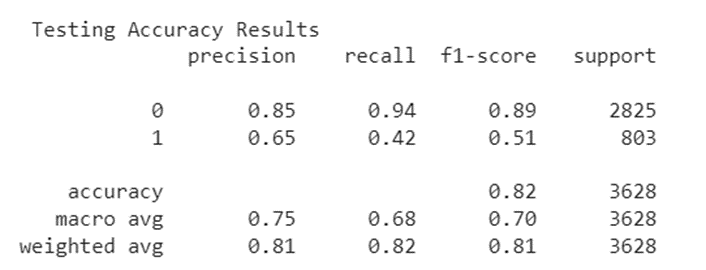 Testing Accuracy Results
precision recall f1-score support
0 0.85 0.94 0.89 2825
1 0.65 0.42 0.51 803
accuracy 0.82 3628
macro avg 0.75 0.68 0.70 3628
weighted avg 0.81 0.82 0.81 3628